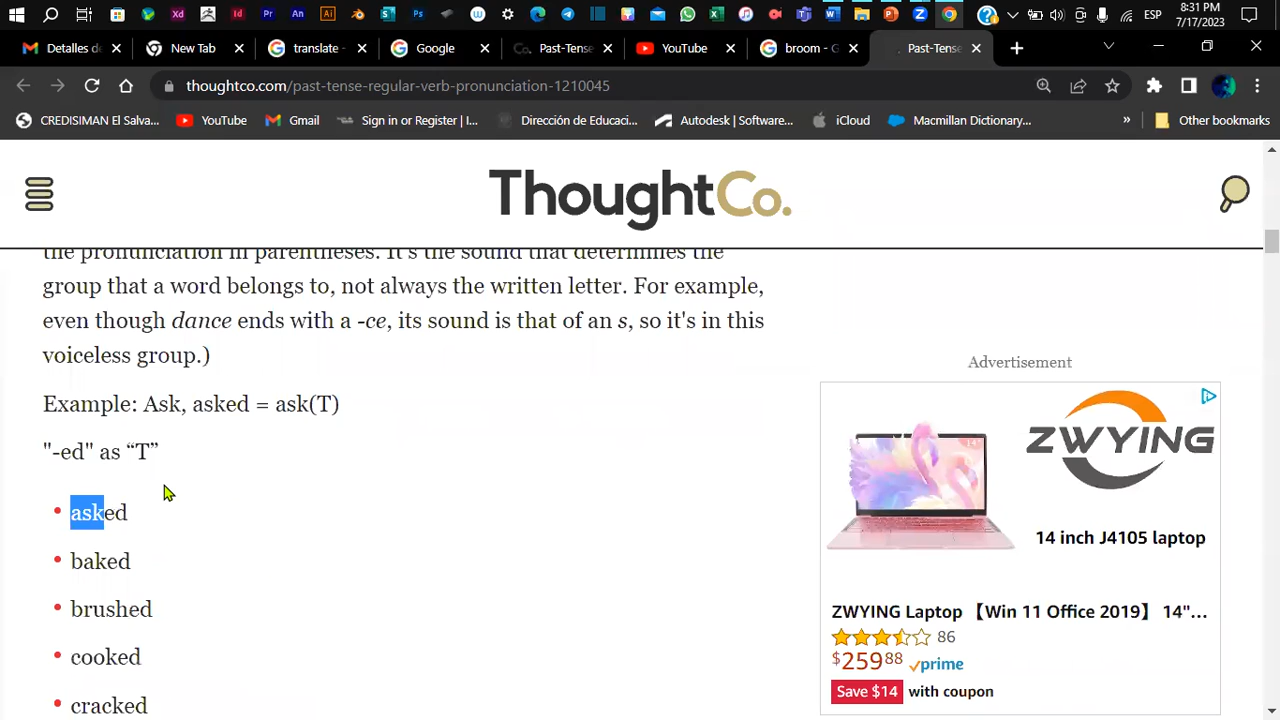 8:31 PM
ESP
7/17/2023
Detalles de
New Tab
translate -
Google
Past-Tense
YouTube
broom - G
Past-Tense
thoughtco.com/past-tense-regular-verb-pronunciation-1210045
CREDISIMAN El Salva...
YouTube
Gmail
Sign in or Register | I...
Dirección de Educaci...
Autodesk | Software...
iCloud
Macmillan Dictionary...
»
Other bookmarks
ThoughtCo.
the pronunciation in parentheses. It's the sound that determines the
group that a word belongs to, not always the written letter. For example,
even though dance ends with a -ce, its sound is that of an s, so it's in this
voiceless group.)
Example: Ask, asked = ask(T)
"-ed" as “T”
• asked
• baked
• brushed
• cooked
• cracked
Advertisement
ZWYING
14 inch J4105 laptop
ZWYING Laptop 【Win 11 Office 2019】 14"...
86
$259 88 prime
Save $14 with coupon